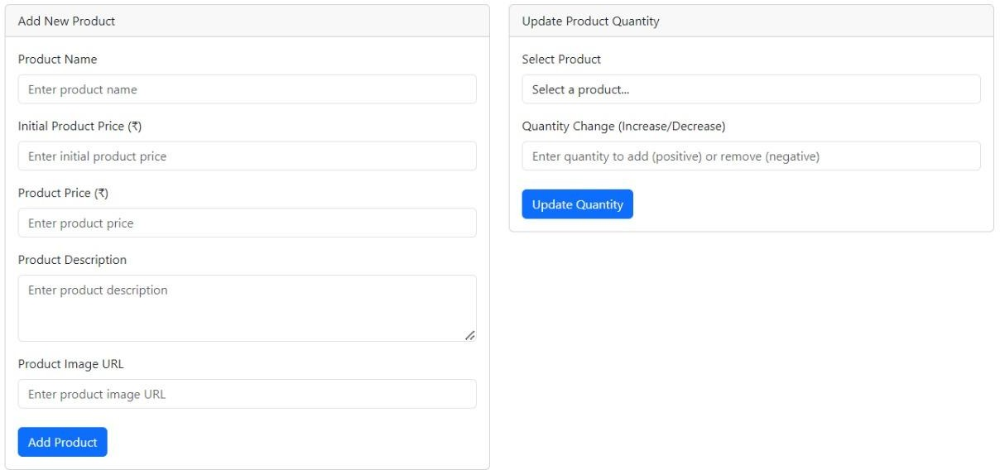 Add New Product
Product Name
Enter product name
Initial Product Price (₹)
Enter initial product price
Product Price (₹)
Enter product price
Product Description
Enter product description
Product Image URL
Enter product image URL
Add Product
Update Product Quantity
Select Product
Select a product...
Quantity Change (Increase/Decrease)
Enter quantity to add (positive) or remove (negative)
Update Quantity